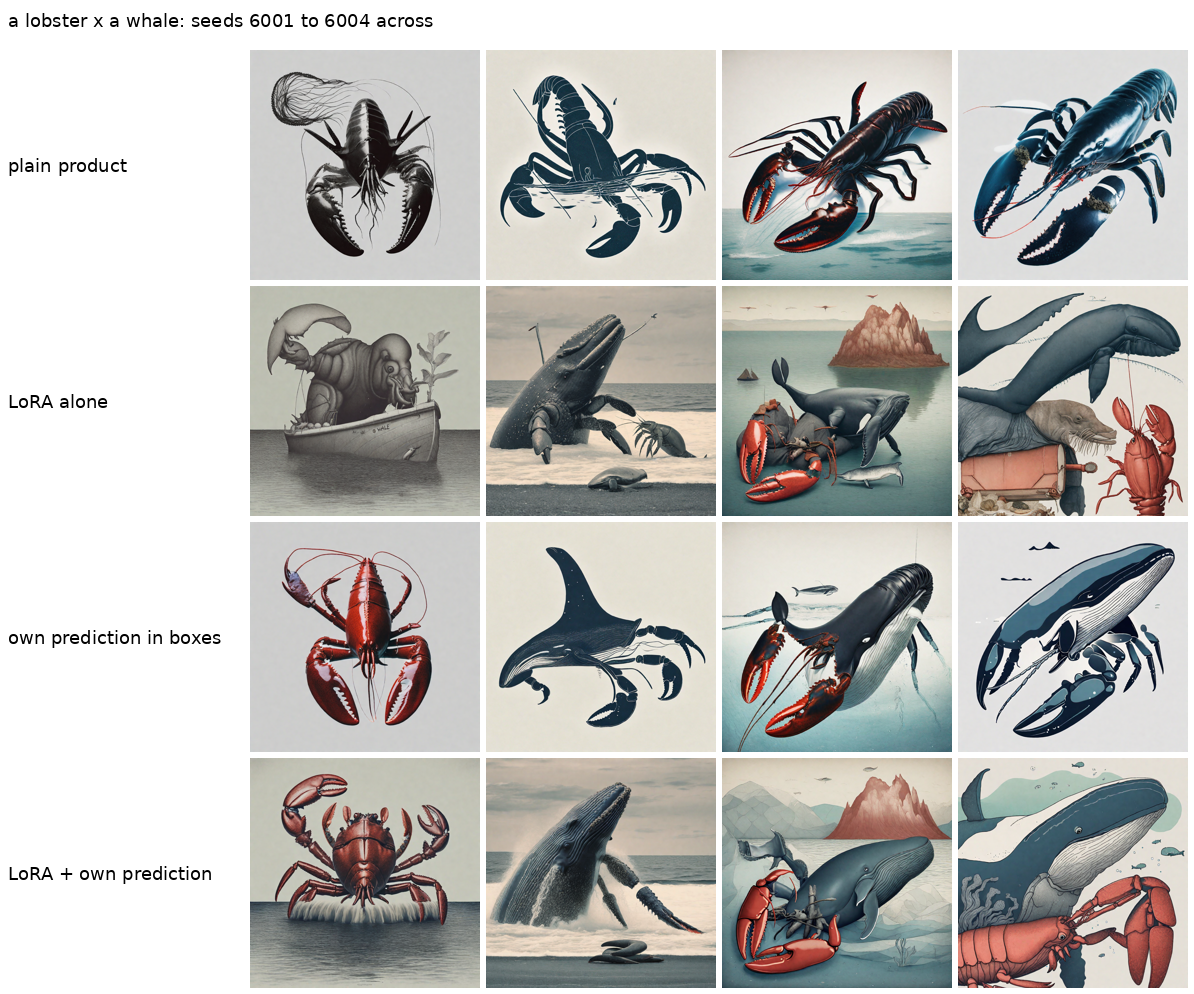 a lobster x a whale: seeds 6001 to 6004 across
plain product
LoRA alone
own prediction in boxes
LoRA + own prediction